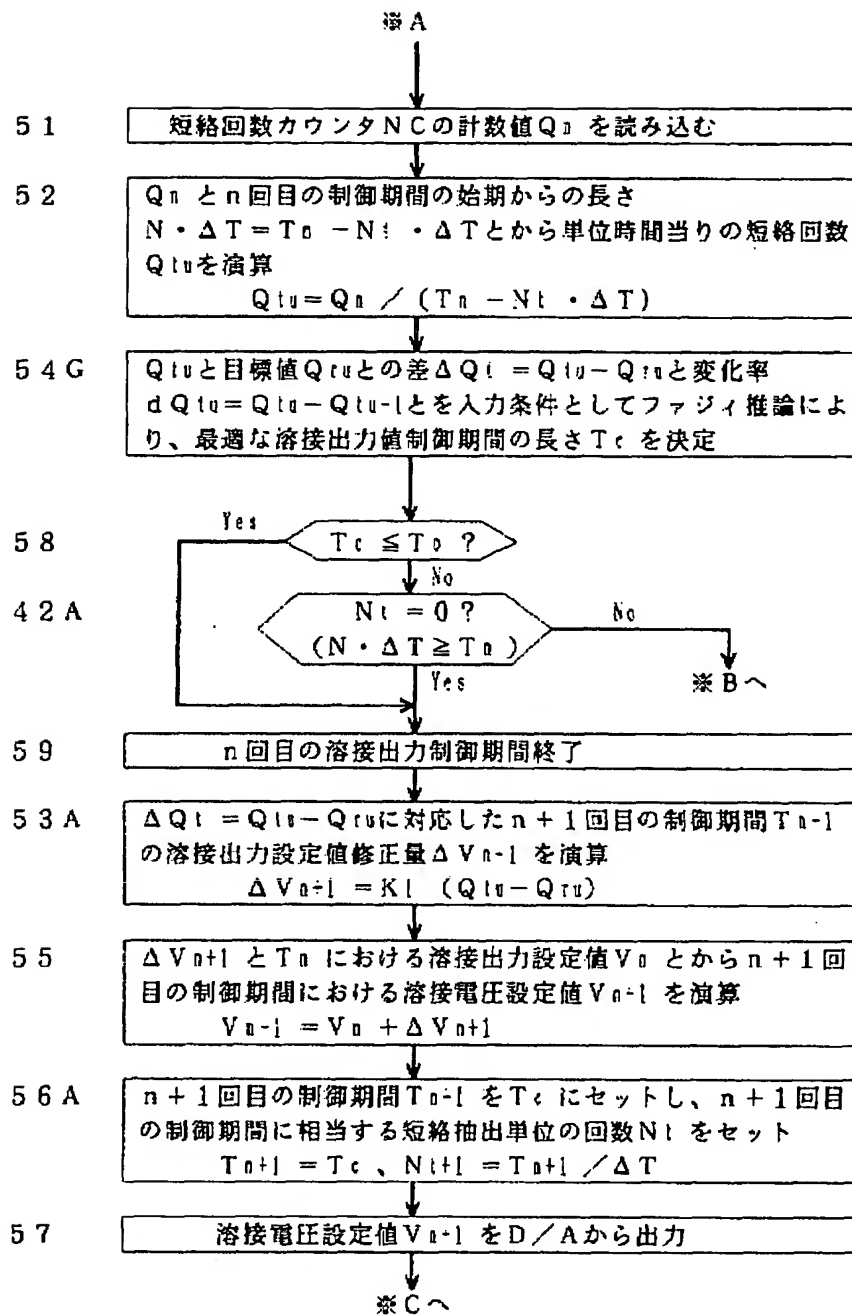 ※A
51 短絡回数カウンタNCの計数値Qn を読み込む
52 Qn とn回目の制御期間の始期からの長さ
N・ΔT=Tn -Nt ・ΔTとから単位時間当りの短絡回数
Qtuを演算
Qtu=Qn /(Tn -Nt ・ΔT)
54G Qtuと目標値Qruとの差ΔQt =Qtu-Qruと変化率
dQtu=Qtu-Qtu-1とを入力条件としてファジィ推論によ
り、最適な溶接出力値制御期間の長さTc を決定
Yes
58 Tc ≦Tn ?
No
42A Nt =0?
No
(N・ΔT≧Tn )
Yes
※Bへ
59 n回目の溶接出力制御期間終了
53A ΔQt =Qtu-Qruに対応したn+1回目の制御期間Tn-1
の溶接出力設定値修正量ΔVn-1 を演算
ΔVn+1 =K1 (Qtu-Qru)
55 ΔVn+1 とTn における溶接出力設定値Vn とからn+1回
目の制御期間における溶接電圧設定値Vn+1 を演算
Vn-1 =Vn +ΔVn+1
56A n+1回目の制御期間Tn+1 をTc にセットし、n+1回目
の制御期間に相当する短絡抽出単位の回数Nt をセット
Tn+1 =Tc 、Nt+1 =Tn+1 /ΔT
57 溶接電圧設定値Vn+1 をD/Aから出力
※Cへ